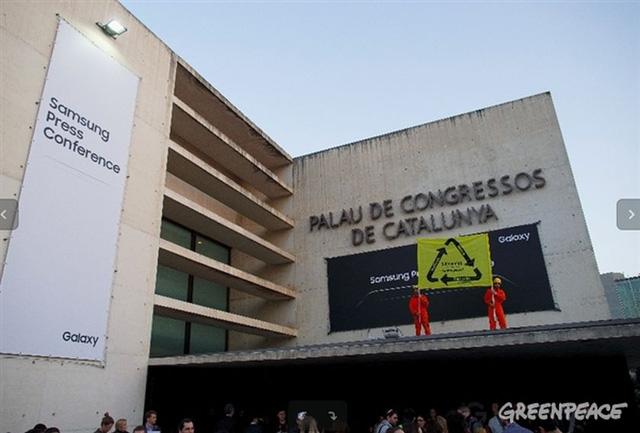 Samsung
Press
Conference
Galaxy
PALAU DE CONGRESSOS
DE CATALUNYA
Galaxy
Samsung
GREENPEACE